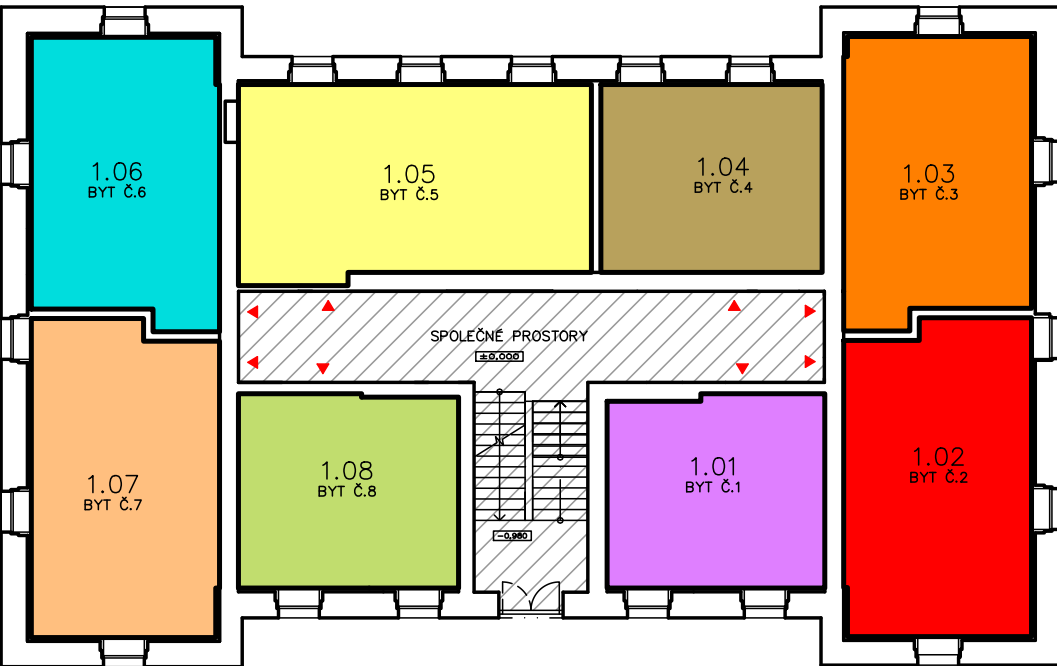 1.06
BYT Č.6
1.05
BYT Č.5
1.04
BYT Č.4
1.03
BYT Č.3
SPOLEČNÉ PROSTORY
±0,000
1.07
BYT Č.7
1.08
BYT Č.8
1.01
BYT Č.1
1.02
BYT Č.2
-0,980